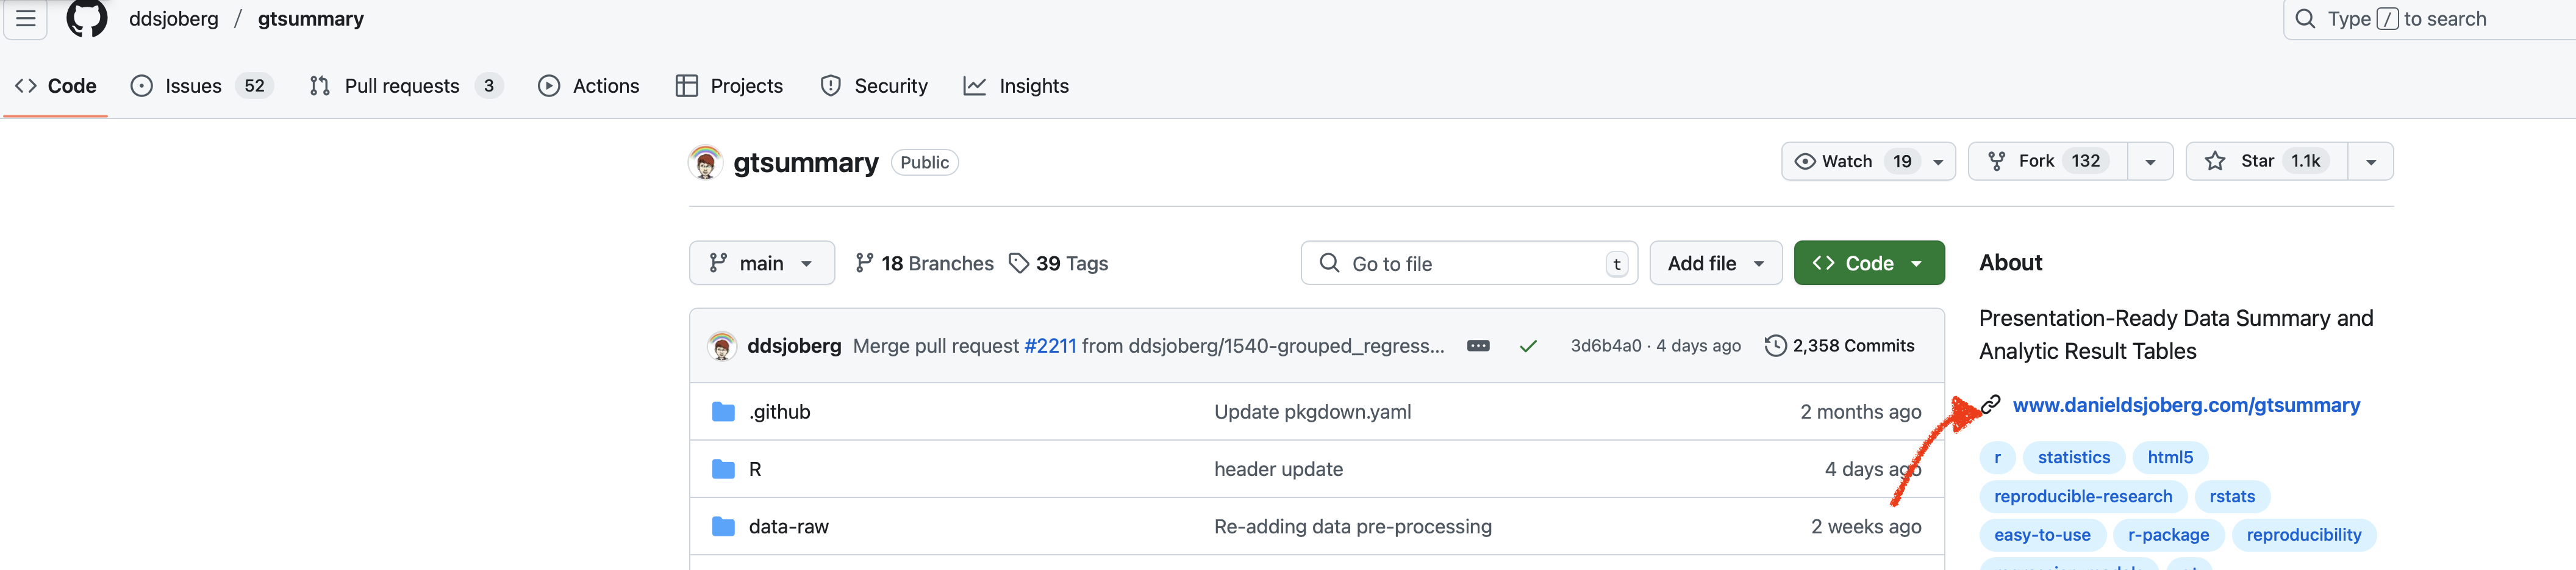 ddsjoberg / gtsummary
Type / to search
Code Issues 52 Pull requests 3 Actions Projects Security Insights
gtsummary Public
Watch 19 Fork 132 Star 1.1k
main 18 Branches 39 Tags Go to file t Add file Code
About
Presentation-Ready Data Summary and
Analytic Result Tables
www.danieldsjoberg.com/gtsummary
r statistics html5
reproducible-research rstats
easy-to-use r-package reproducibility
ddsjoberg Merge pull request #2211 from ddsjoberg/1540-grouped_regress... 3d6b4a0 · 4 days ago 2,358 Commits
.github Update pkgdown.yaml 2 months ago
R header update 4 days ago
data-raw Re-adding data pre-processing 2 weeks ago